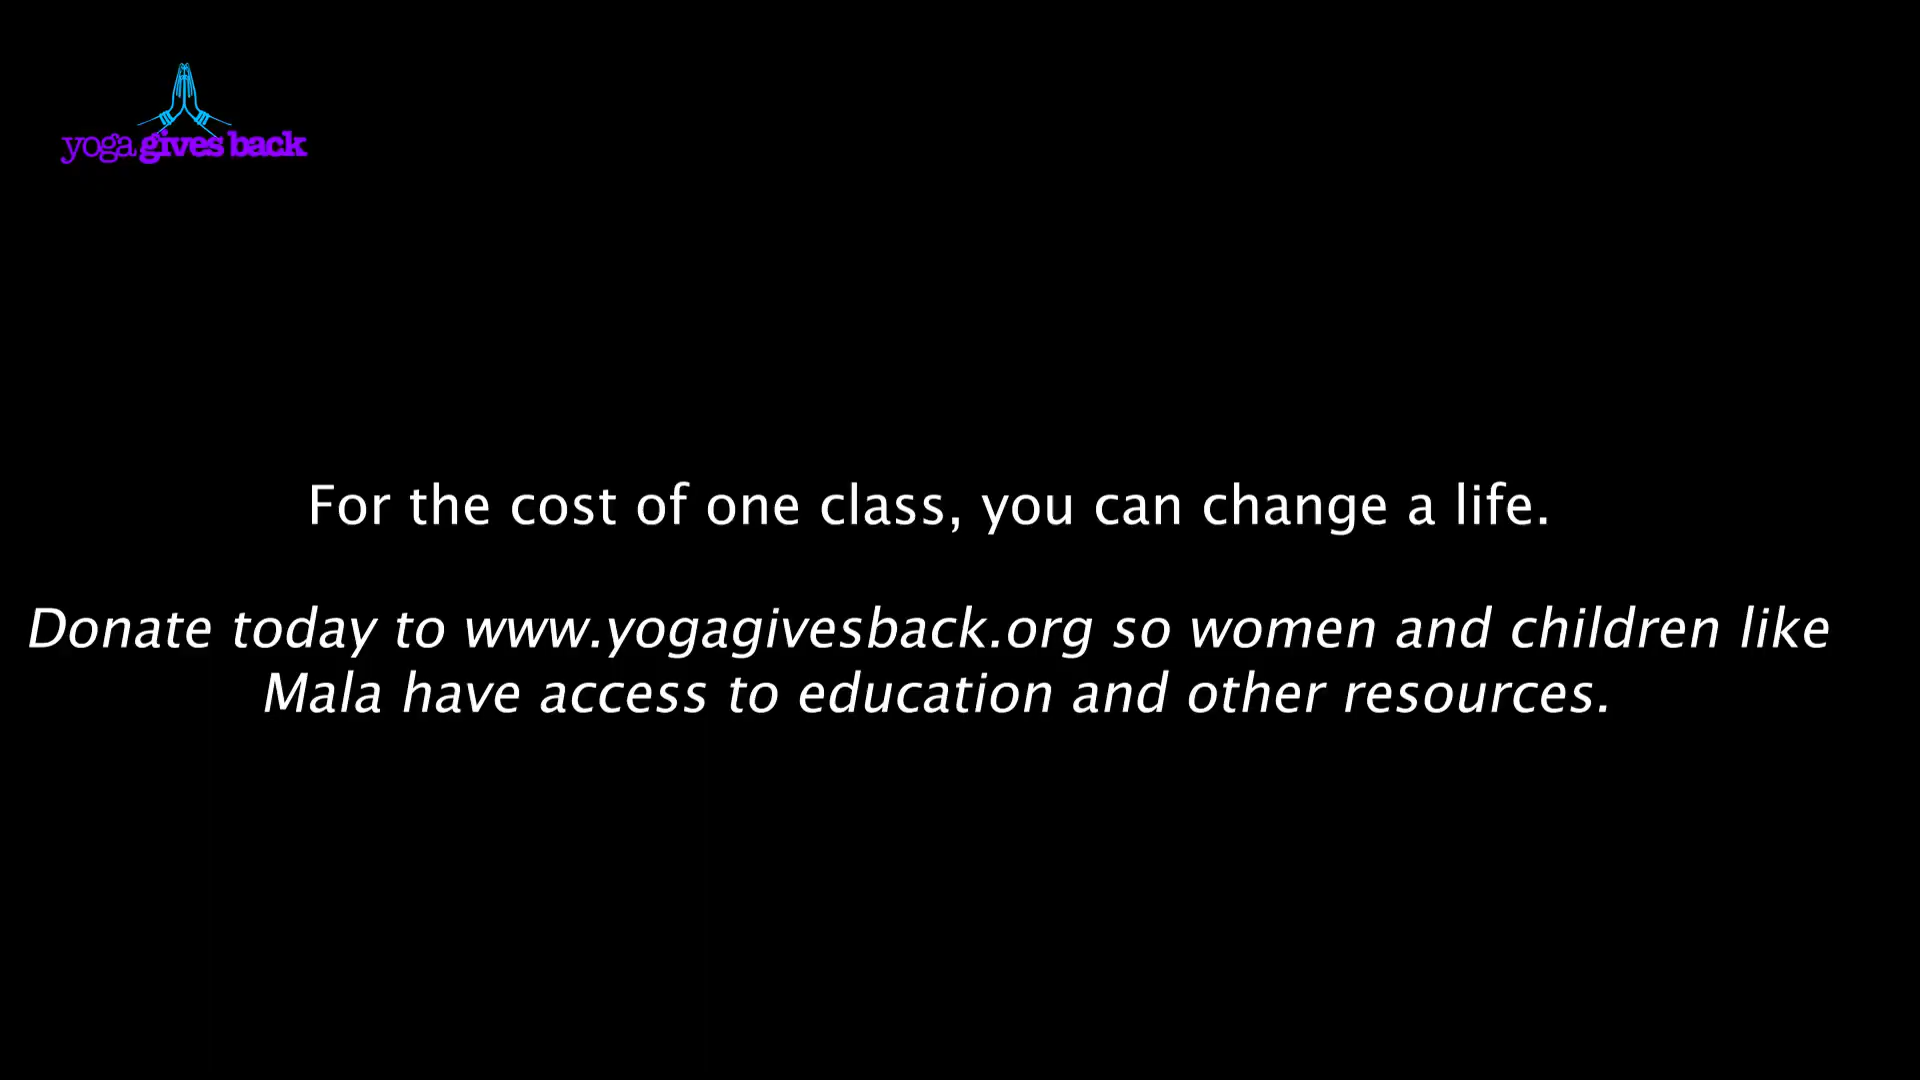 yoga gives back
For the cost of one class, you can change a life.
Donate today to www.yogagivesback.org so women and children like
Mala have access to education and other resources.